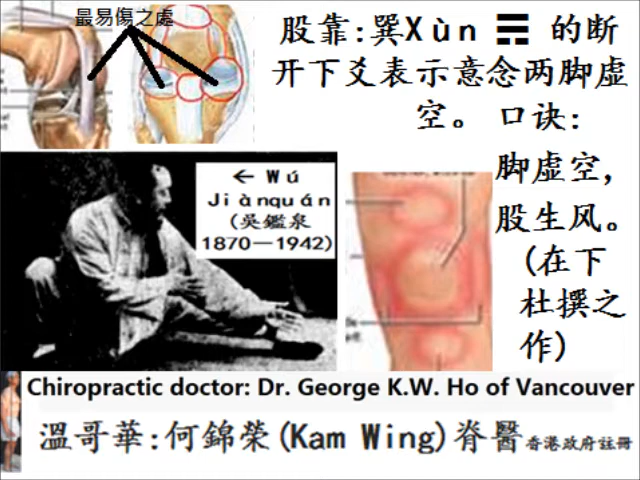 最易傷之處
股靠:巽Xùn ䷸ 的断
开下爻表示意念两脚虚
空。口诀:
脚虚空,
股生风。
(在下
杜撰之
作)
← Wú
Jiànquán
(吳鑑泉
1870—1942)
Chiropractic doctor: Dr. George K.W. Ho of Vancouver
溫哥華:何錦榮(Kam Wing)脊醫香港政府註冊